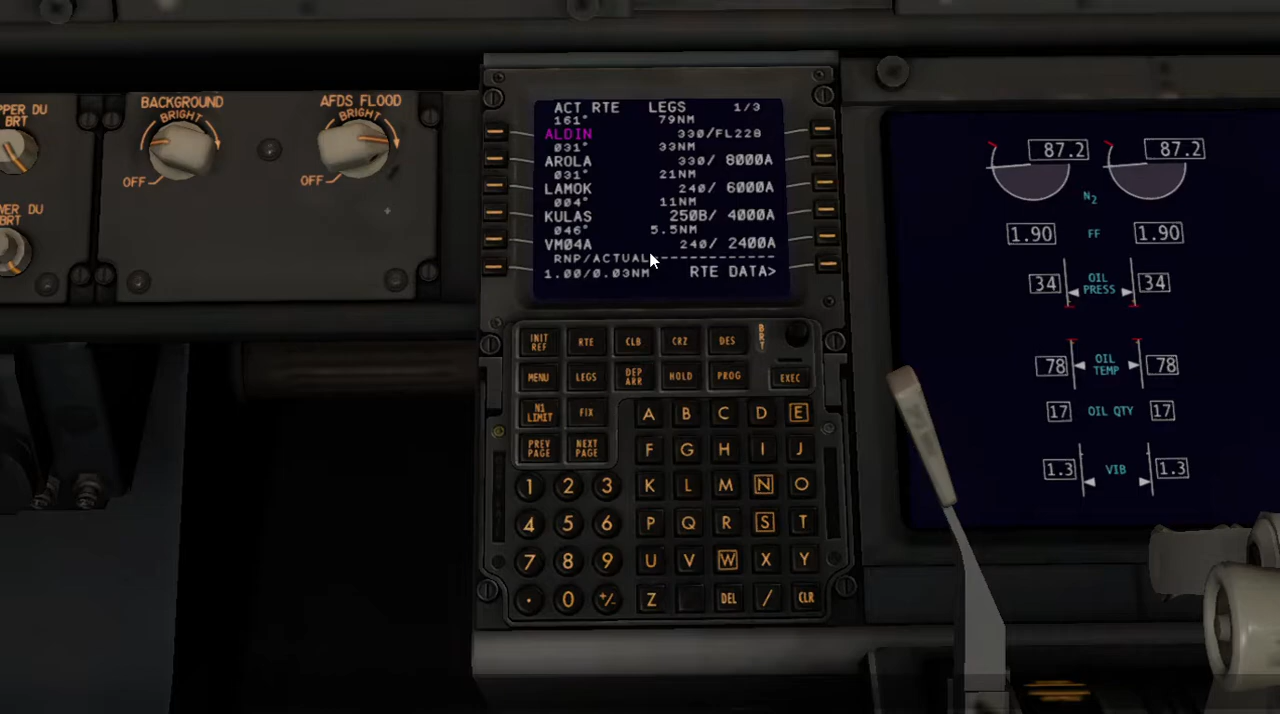 PPER DU
BRT
WER DU
BRT
BACKGROUND
BRIGHT
OFF
AFDS FLOOD
BRIGHT
OFF
ACT RTE LEGS 1/3
161° 79NM
ALDIN 330/FL228
031° 33NM
AROLA 330/ 8000A
031° 21NM
LAMOK 240/ 6000A
004° 11NM
KULAS 250B/ 4000A
046° 5.5NM
VM04A 240/ 2400A
RNP/ACTUAL-------------
1.00/0.03NM RTE DATA>
INIT REF RTE CLB CRZ DES BRT
MENU LEGS DEP ARR HOLD PROG EXEC
N1 LIMIT FIX A B C D E
PREV PAGE NEXT PAGE F G H I J
1 2 3 K L M N O
4 5 6 P Q R S T
7 8 9 U V W X Y
. 0 +/- Z DEL / CLR
87.2 87.2
N2
1.90 FF 1.90
34 OIL PRESS 34
78 OIL TEMP 78
17 OIL QTY 17
1.3 VIB 1.3